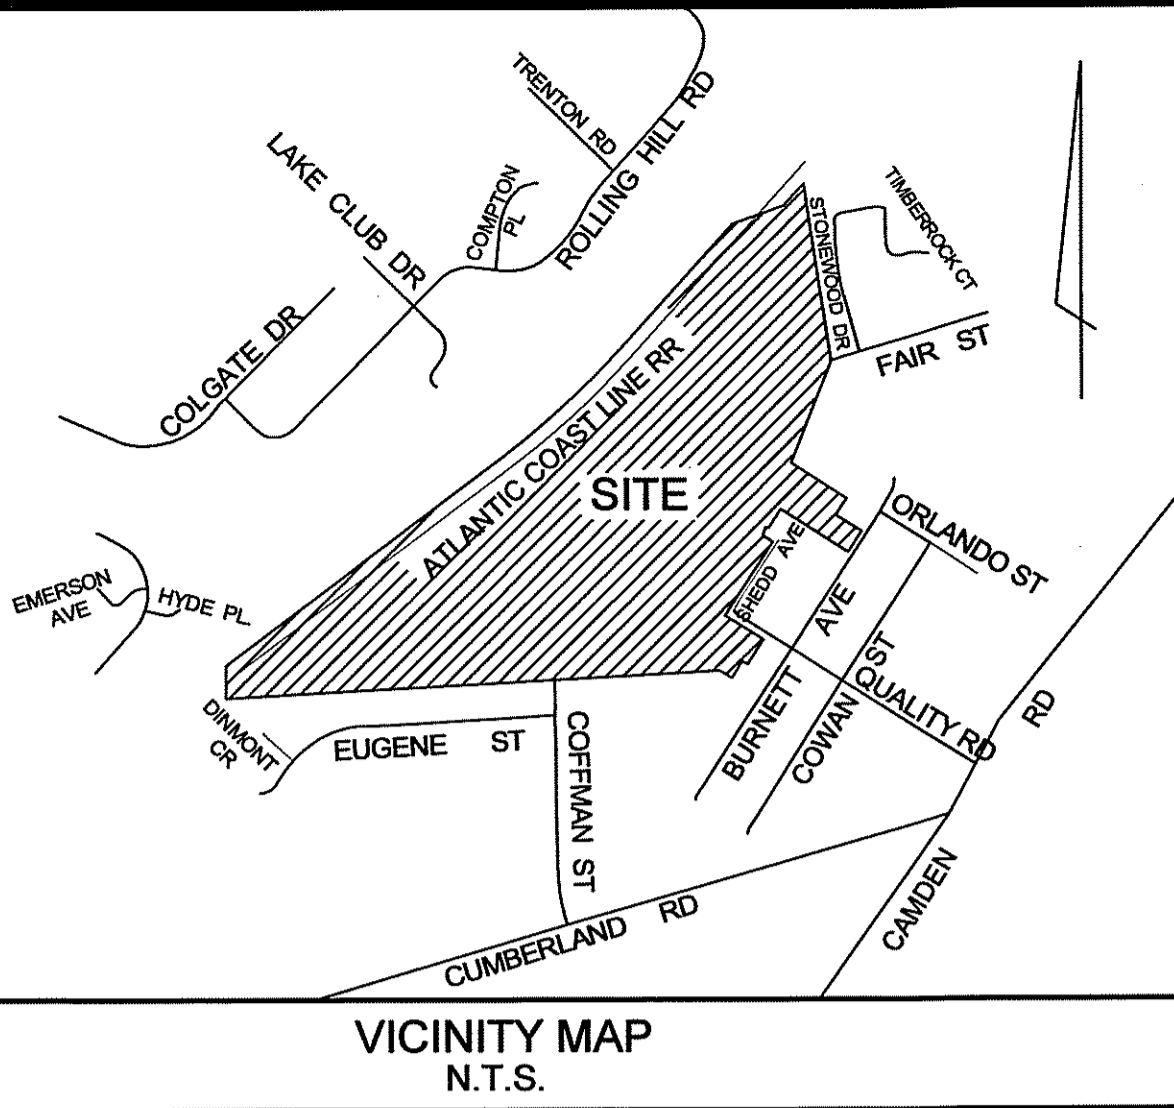 TRENTON RD
ROLLING HILL RD
LAKE CLUB DR
COMPTON
PL
TIMBERROCK CT
STONEWOOD DR
COLGATE DR
FAIR ST
ATLANTIC COAST LINE RR
SITE
ORLANDO ST
SHEDD AVE
EMERSON
AVE
HYDE PL.
BURNETT AVE
COWAN ST
QUALITY RD
DINMONT
CR
EUGENE ST
COFFMAN ST
CAMDEN RD
CUMBERLAND RD
VICINITY MAP
N.T.S.